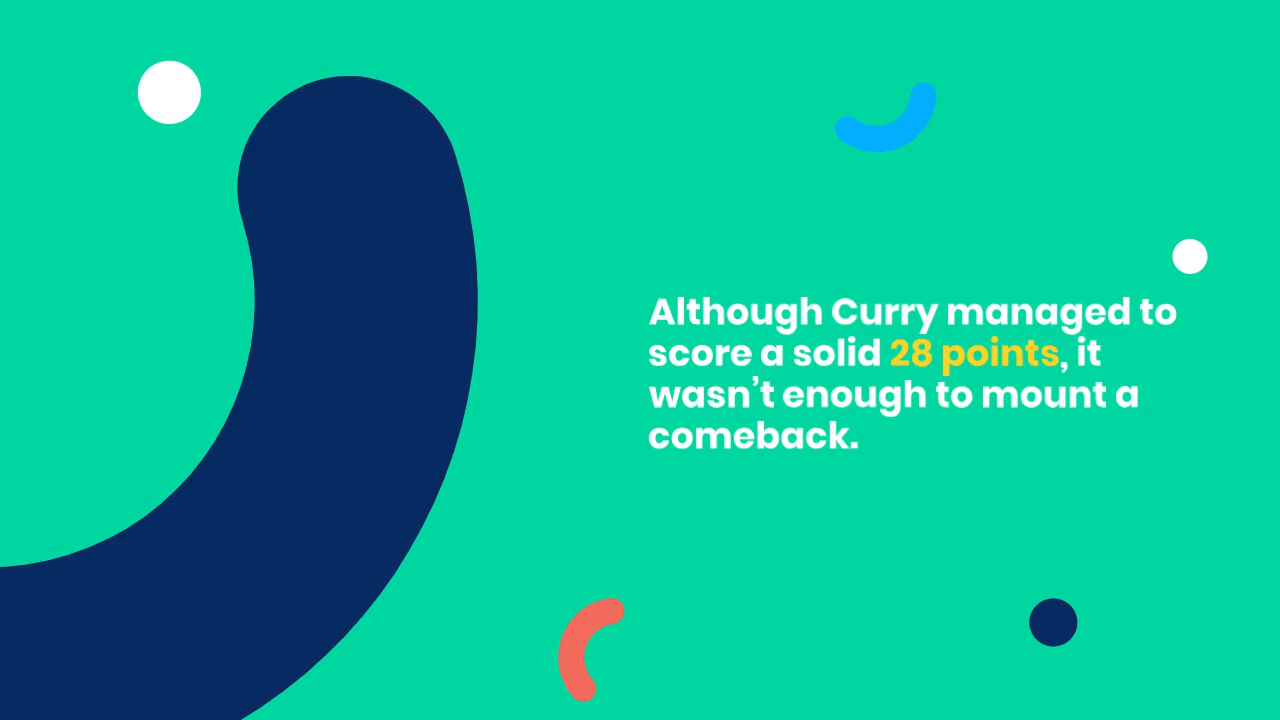 Although Curry managed to
score a solid 28 points, it
wasn’t enough to mount a
comeback.